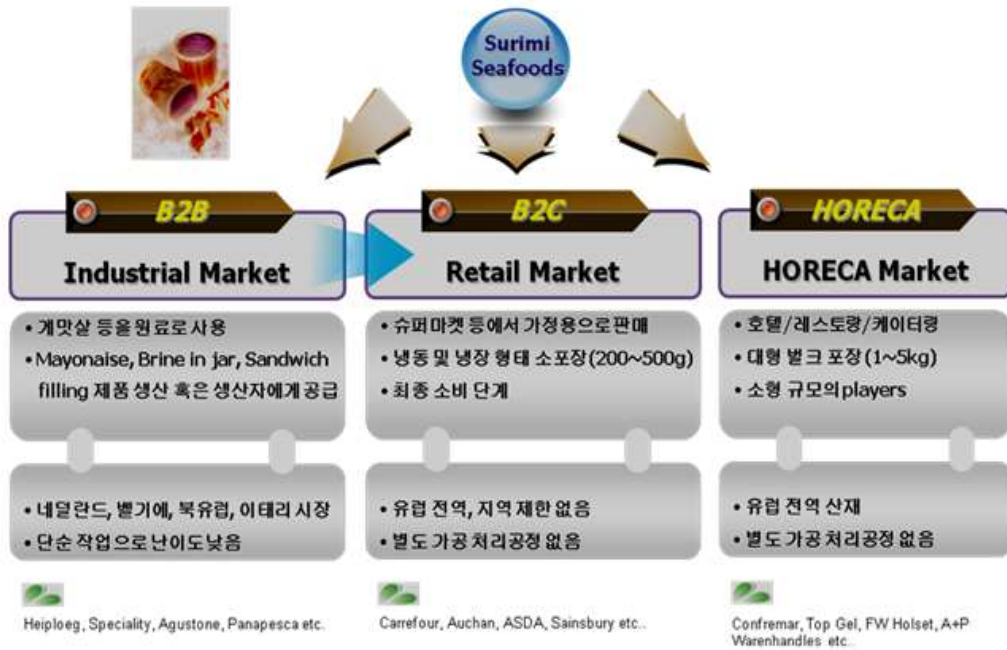 Surimi
Seafoods
B2B
Industrial Market
• 게맛살 등을 원료로 사용
• Mayonaise, Brine in jar, Sandwich
filling 제품 생산 혹은 생산자에게 공급
• 네덜란드, 벨기에, 북유럽, 이태리 시장
• 단순 작업으로 난이도 낮음
Heiploeg, Speciality, Agustone, Panapesca etc.
B2C
Retail Market
• 슈퍼마켓 등에서 가정용으로 판매
• 냉동 및 냉장 형태 소포장(200~500g)
• 최종 소비 단계
• 유럽 전역, 지역 제한 없음
• 별도 가공 처리공정 없음
Carrefour, Auchan, ASDA, Sainsbury etc..
HORECA
HORECA Market
• 호텔/레스토랑/케이터링
• 대형 벌크 포장(1~5kg)
• 소형 규모의 players
• 유럽 전역 산재
• 별도 가공 처리공정 없음
Confremar, Top Gel, FW Holset, A+P
Warenhandles etc..